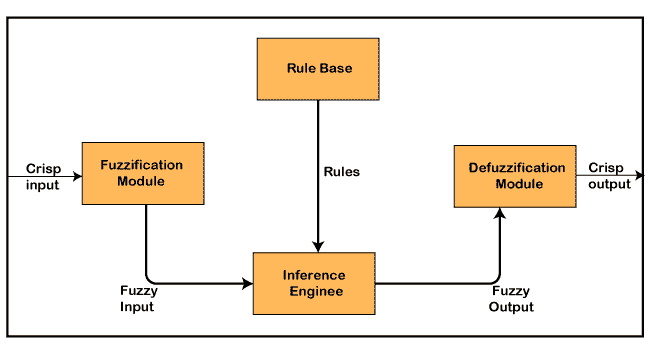 Rule Base
Fuzzification
Module
Defuzzification
Module
Crisp
input
Crisp
output
Rules
Inference
Enginee
Fuzzy
Input
Fuzzy
Output